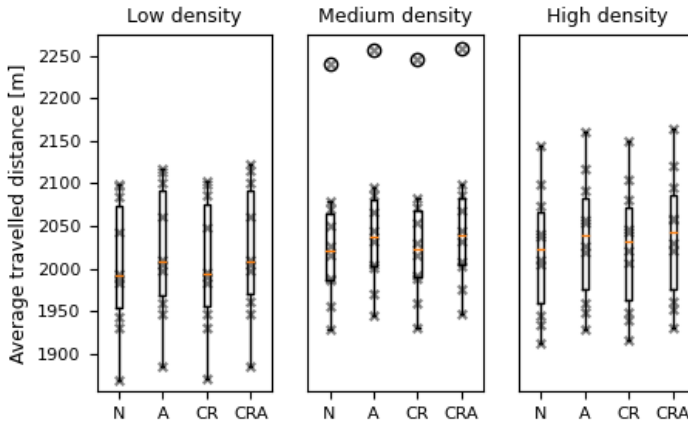 Low density
Medium density
High density
Average travelled distance [m]
2250
2200
2150
2100
2050
2000
1950
1900
N A CR CRA
N A CR CRA
N A CR CRA